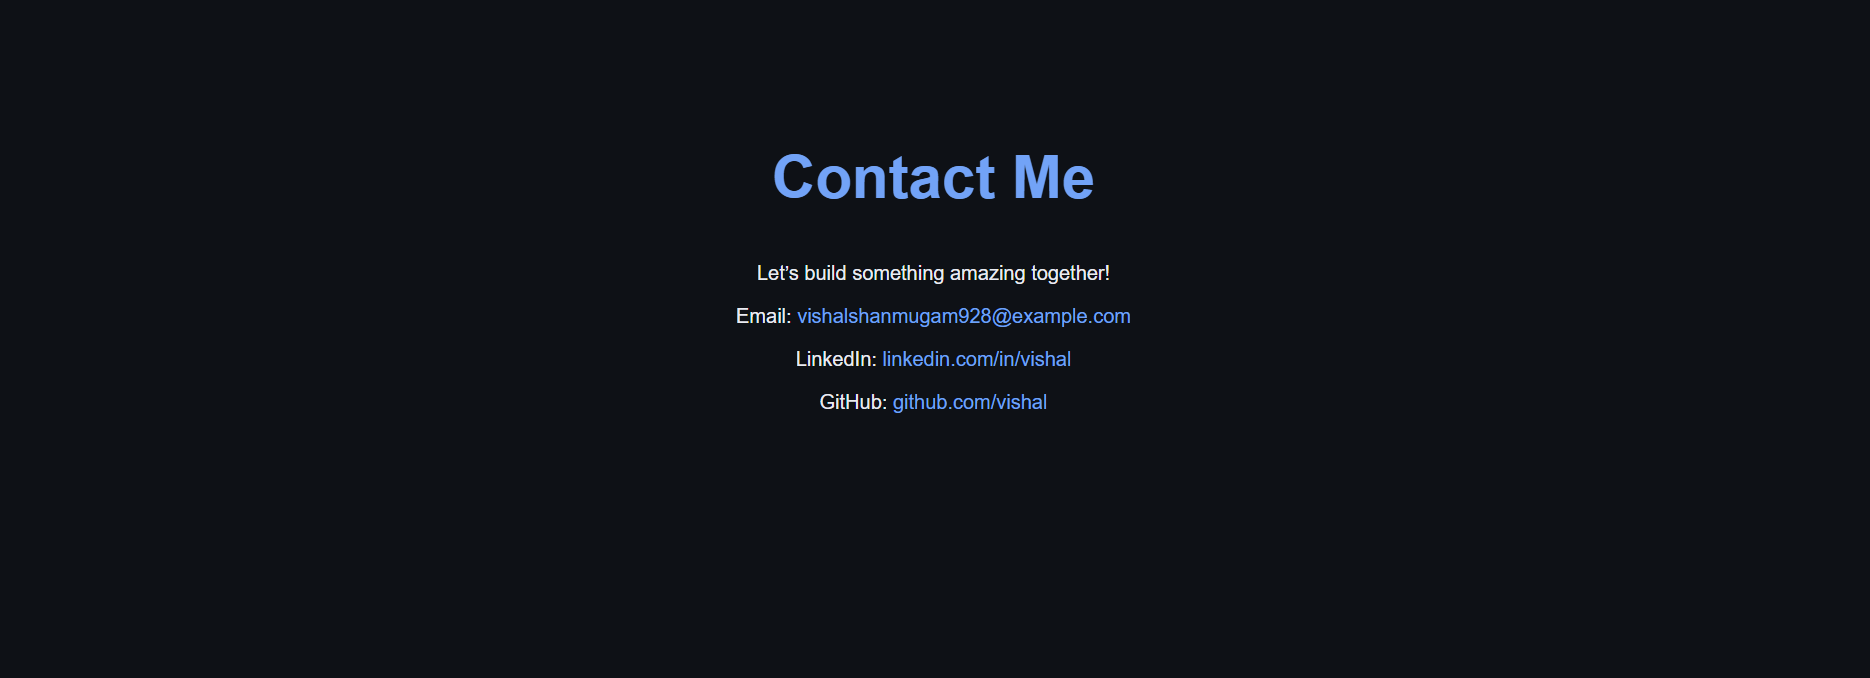 Contact Me
Let’s build something amazing together!
Email: vishalshanmugam928@example.com
LinkedIn: linkedin.com/in/vishal
GitHub: github.com/vishal